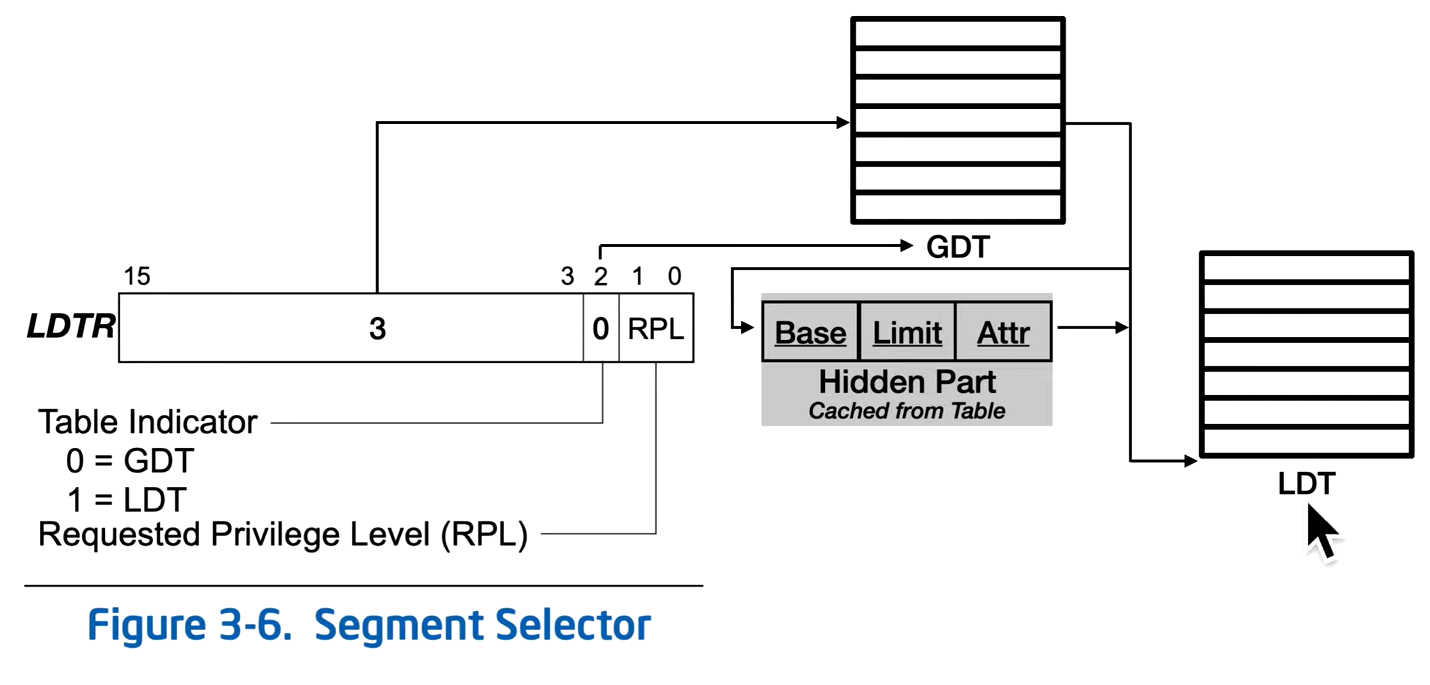 GDT
15 3 2 1 0
LDTR 3 0 RPL
Base Limit Attr
Hidden Part
Cached from Table
Table Indicator
0 = GDT
1 = LDT
Requested Privilege Level (RPL)
LDT
Figure 3-6. Segment Selector